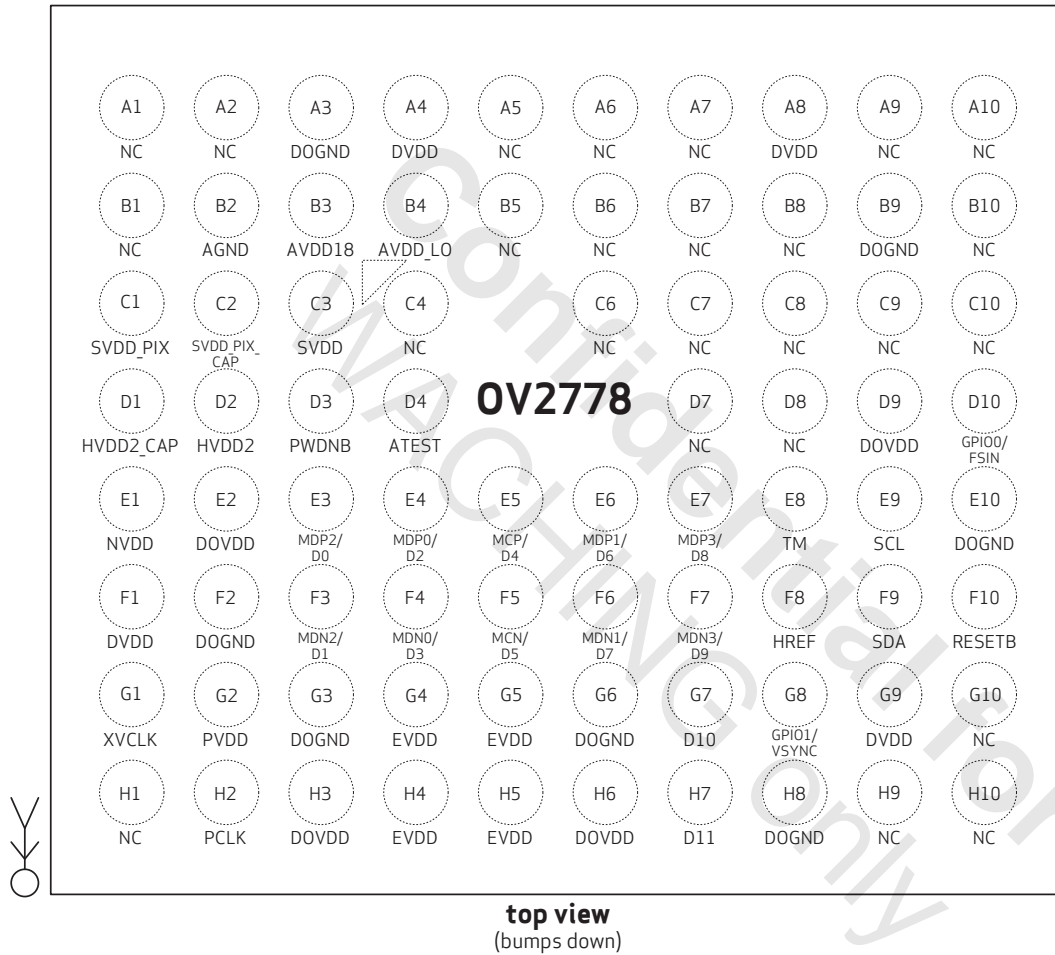 A1 A2 A3 A4 A5 A6 A7 A8 A9 A10
NC NC DOGND DVDD NC NC NC DVDD NC NC
B1 B2 B3 B4 B5 B6 B7 B8 B9 B10
NC AGND AVDD18 AVDD_LO NC NC NC NC DOGND NC
C1 C2 C3 C4 C6 C7 C8 C9 C10
SVDD_PIX SVDD_PIX_ SVDD NC NC NC NC NC NC
CAP
OV2778
D1 D2 D3 D4 D7 D8 D9 D10
HVDD2_CAP HVDD2 PWDNB ATEST NC NC DOVDD GPIO0/
FSIN
E1 E2 E3 E4 E5 E6 E7 E8 E9 E10
NVDD DOVDD MDP2/ MDP0/ MCP/ MDP1/ MDP3/ TM SCL DOGND
D0 D2 D4 D6 D8
F1 F2 F3 F4 F5 F6 F7 F8 F9 F10
DVDD DOGND MDN2/ MDN0/ MCN/ MDN1/ MDN3/ HREF SDA RESETB
D1 D3 D5 D7 D9
G1 G2 G3 G4 G5 G6 G7 G8 G9 G10
XVCLK PVDD DOGND EVDD EVDD DOGND D10 GPIO1/ DVDD NC
VSYNC
H1 H2 H3 H4 H5 H6 H7 H8 H9 H10
NC PCLK DOVDD EVDD EVDD DOVDD D11 DOGND NC NC
top view
(bumps down)
Confidential for
WACHING only